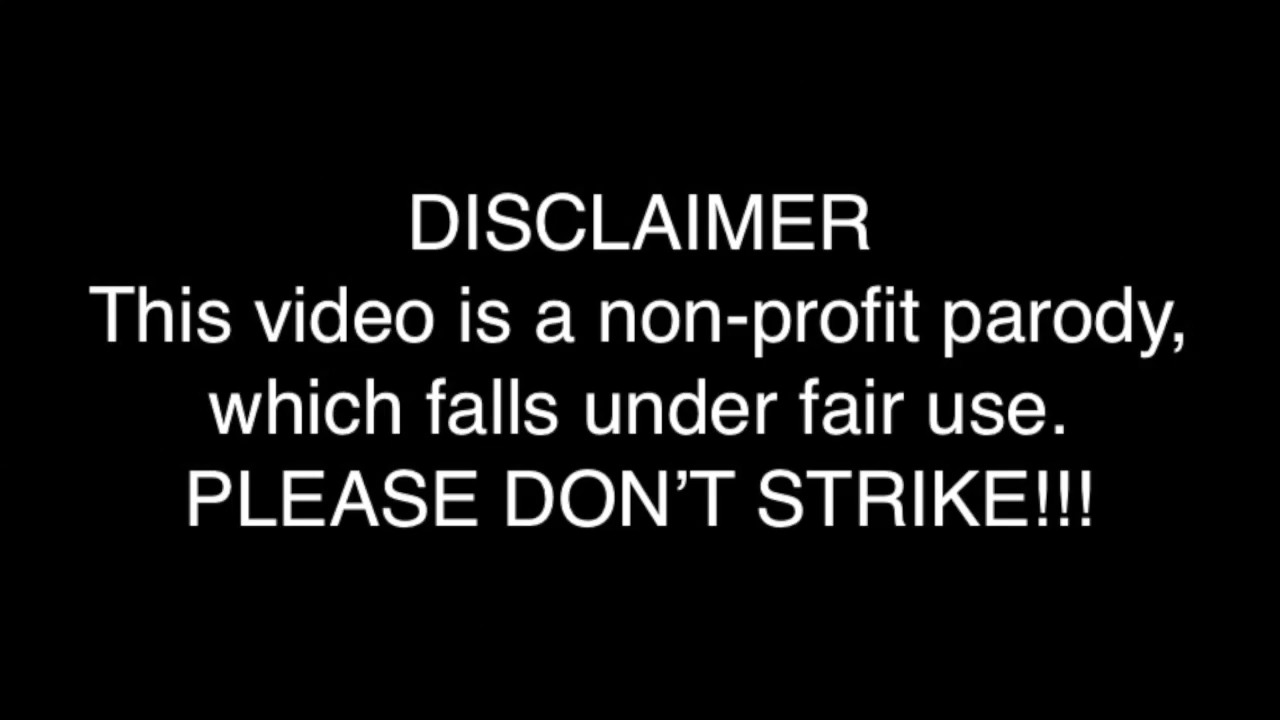 DISCLAIMER
This video is a non-profit parody,
which falls under fair use.
PLEASE DON’T STRIKE!!!